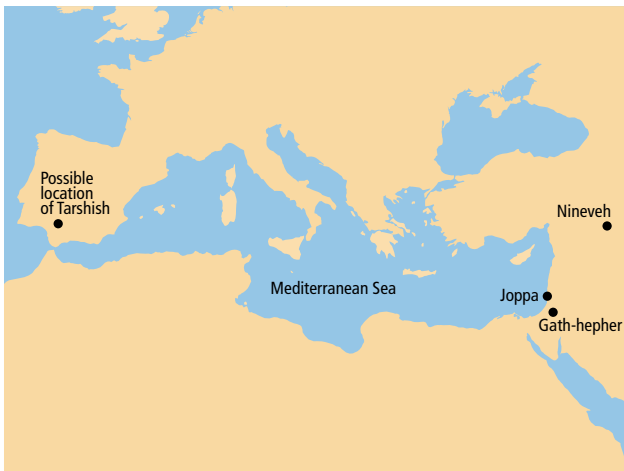 Possible
location
of Tarshish
Nineveh
Mediterranean Sea
Joppa
Gath-hepher